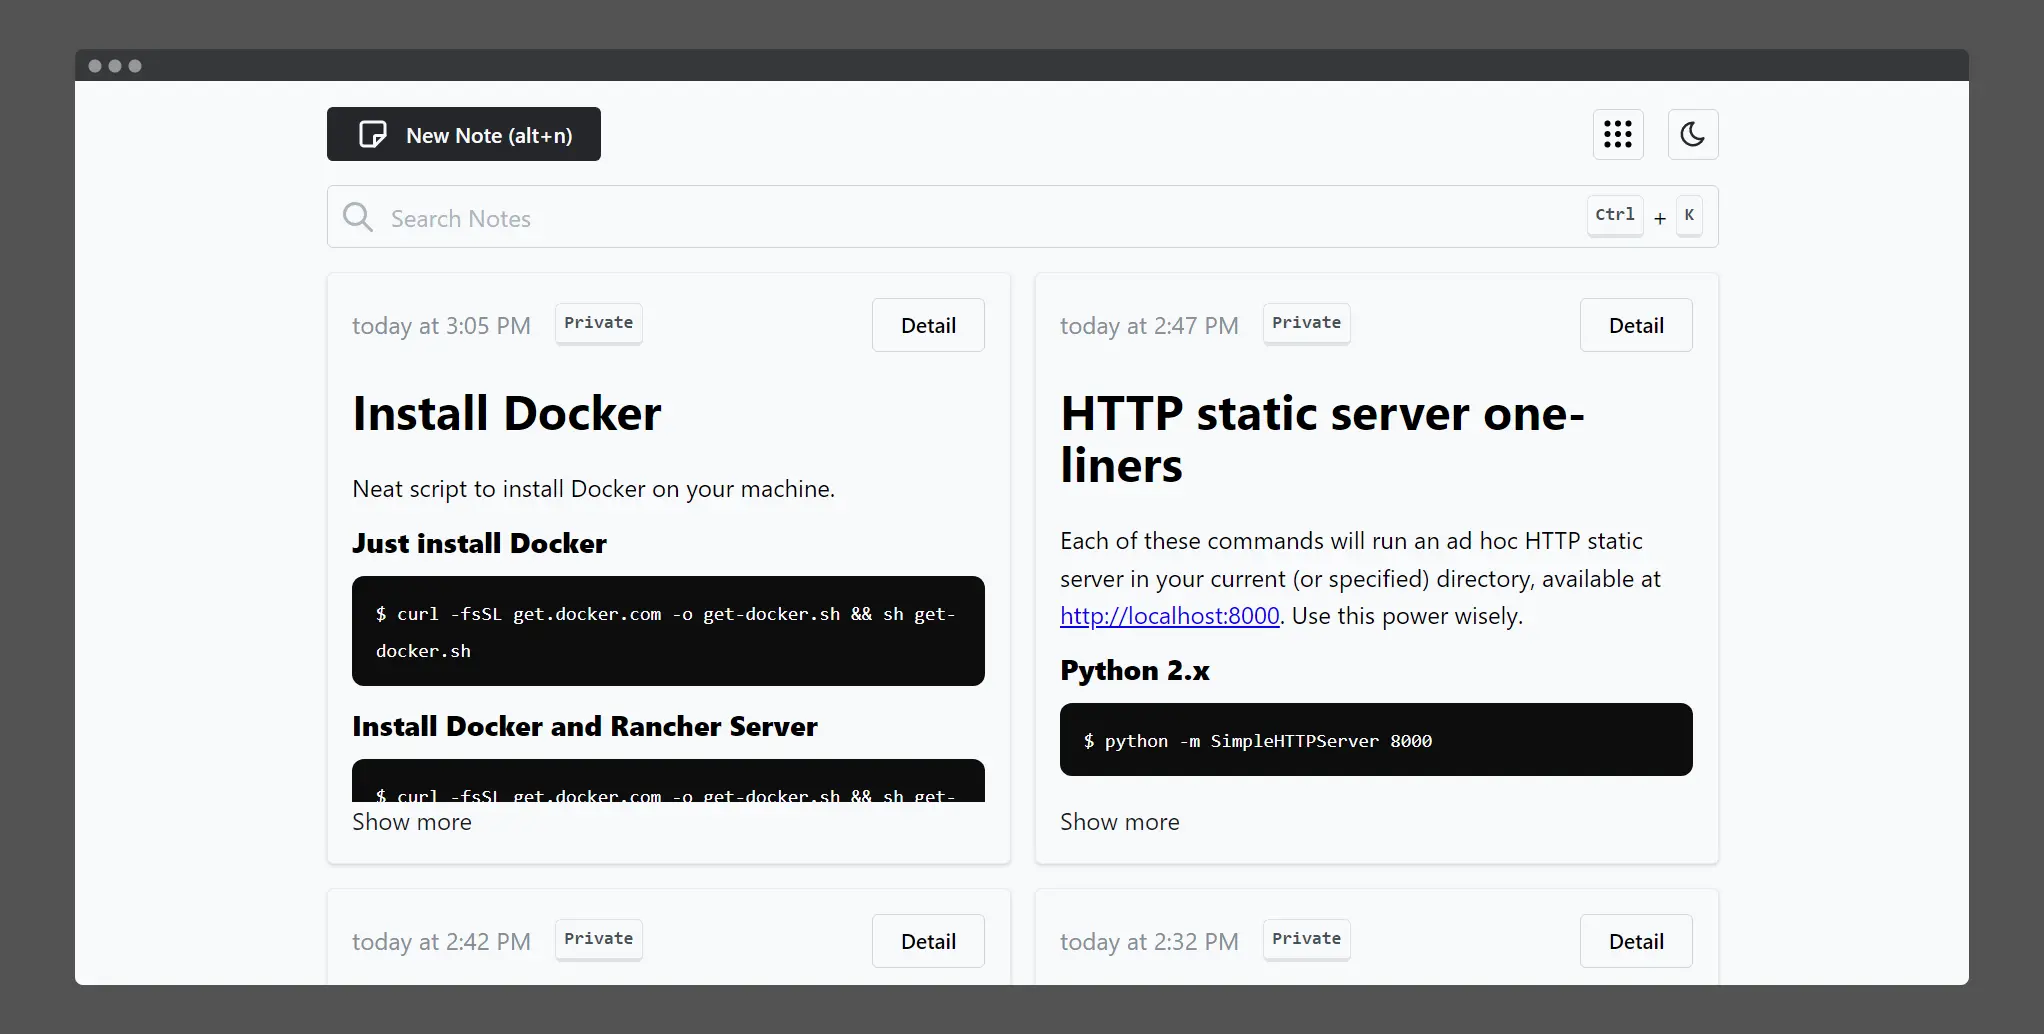 New Note (alt+n)
Search Notes
Ctrl + K
today at 3:05 PM
Private
Detail
Install Docker
Neat script to install Docker on your machine.
Just install Docker
$ curl -fsSL get.docker.com -o get-docker.sh && sh get-
docker.sh
Install Docker and Rancher Server
$ curl -fsSL get.docker.com -o get-docker.sh && sh get-
Show more
today at 2:47 PM
Private
Detail
HTTP static server one-
liners
Each of these commands will run an ad hoc HTTP static
server in your current (or specified) directory, available at
http://localhost:8000. Use this power wisely.
Python 2.x
$ python -m SimpleHTTPServer 8000
Show more
today at 2:42 PM
Private
Detail
today at 2:32 PM
Private
Detail